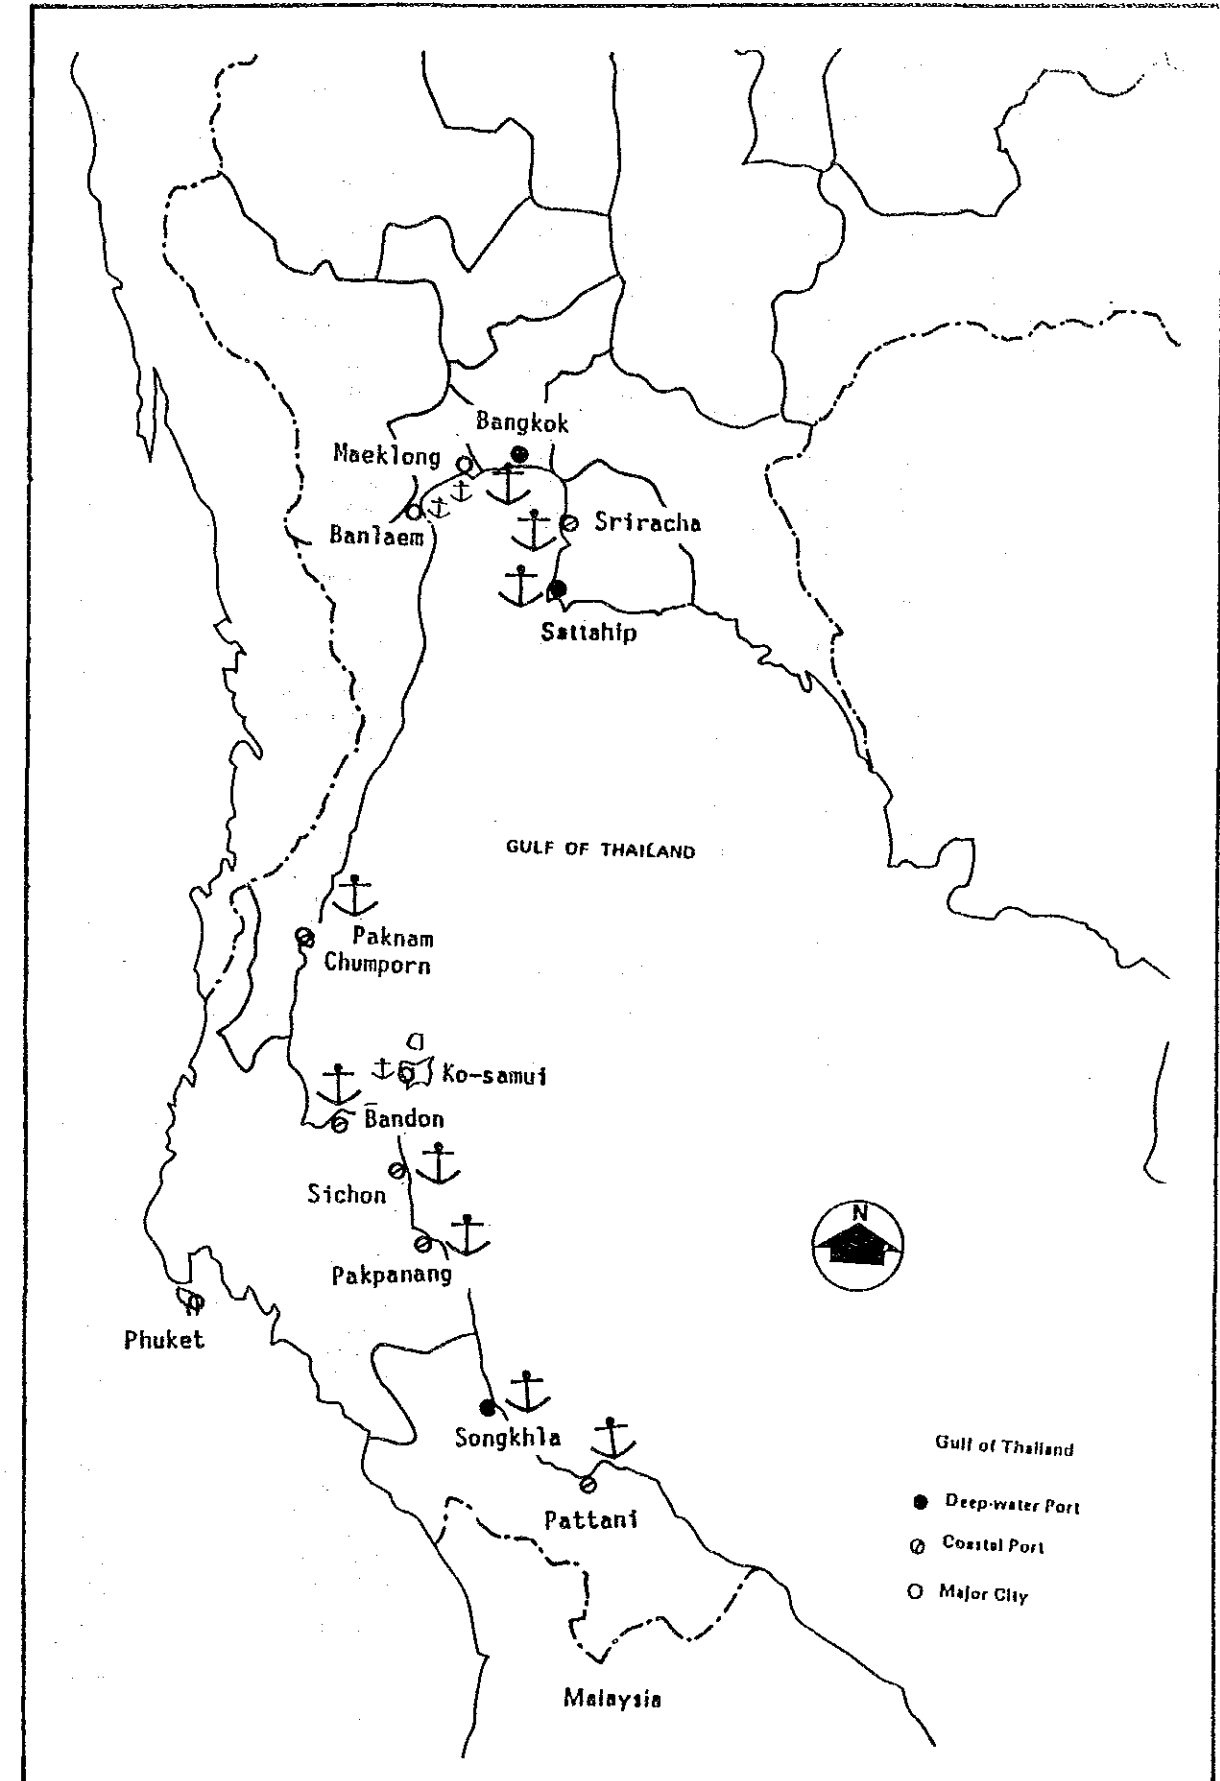 Bangkok
Maeklong
Sriracha
Banlaem
Sattahip
GULF OF THAILAND
Paknam
Chumporn
Ko-samui
Bandon
Sichon
N
Pakpanang
Phuket
Songkhla
Gulf of Thailand
Deep-water Port
Pattani
Coastal Port
Major City
Malaysia